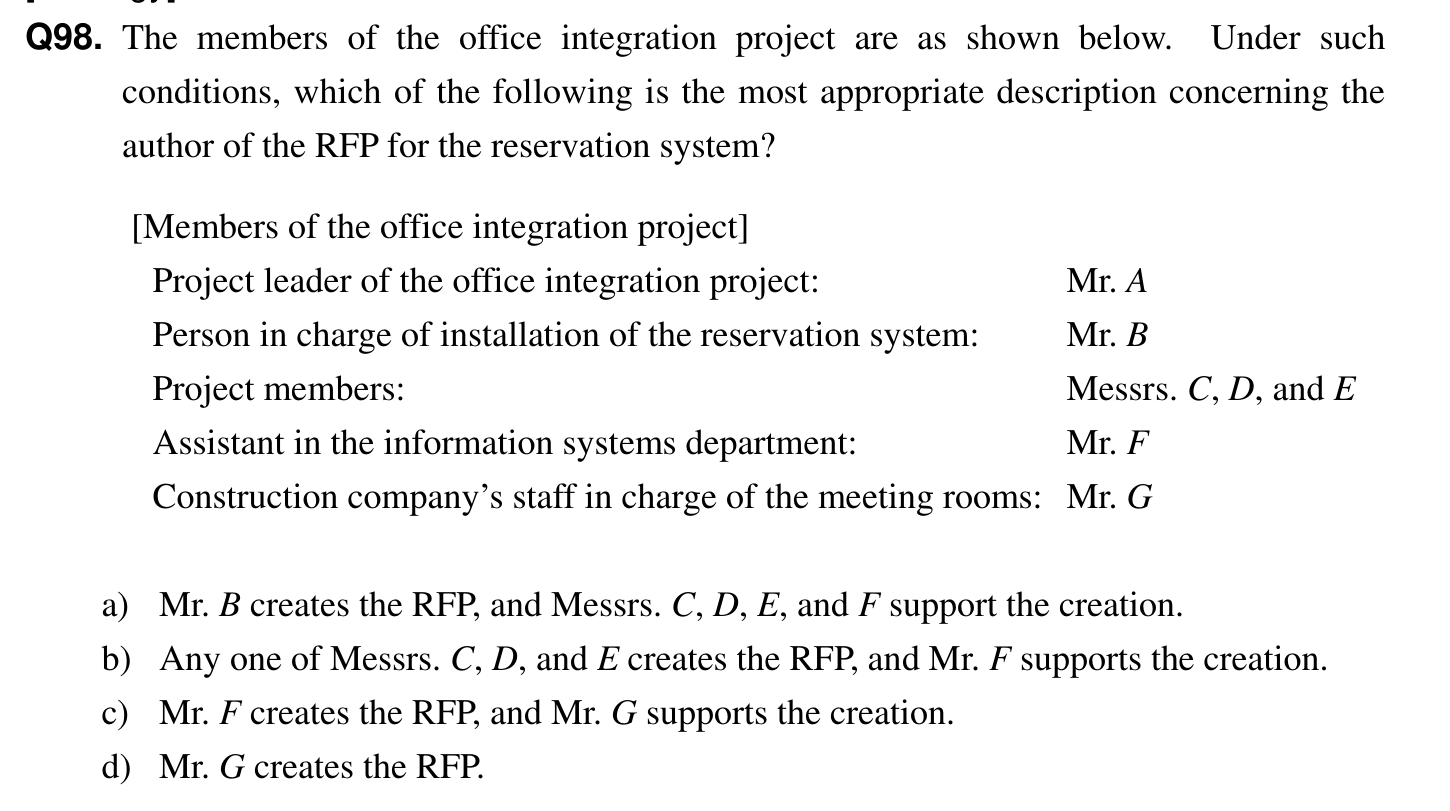 Q98. The members of the office integration project are as shown below. Under such
conditions, which of the following is the most appropriate description concerning the
author of the RFP for the reservation system?
[Members of the office integration project]
Project leader of the office integration project: Mr. A
Person in charge of installation of the reservation system: Mr. B
Project members: Messrs. C, D, and E
Assistant in the information systems department: Mr. F
Construction company's staff in charge of the meeting rooms: Mr. G
a) Mr. B creates the RFP, and Messrs. C, D, E, and F support the creation.
b) Any one of Messrs. C, D, and E creates the RFP, and Mr. F supports the creation.
c) Mr. F creates the RFP, and Mr. G supports the creation.
d) Mr. G creates the RFP.